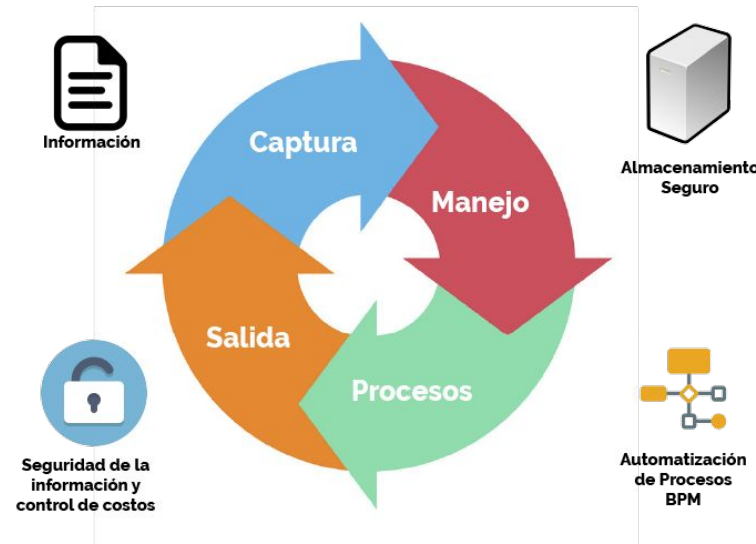 Información
Captura
Manejo
Almacenamiento
Seguro
Salida
Procesos
Seguridad de la
información y
control de costos
Automatización
de Procesos
BPM